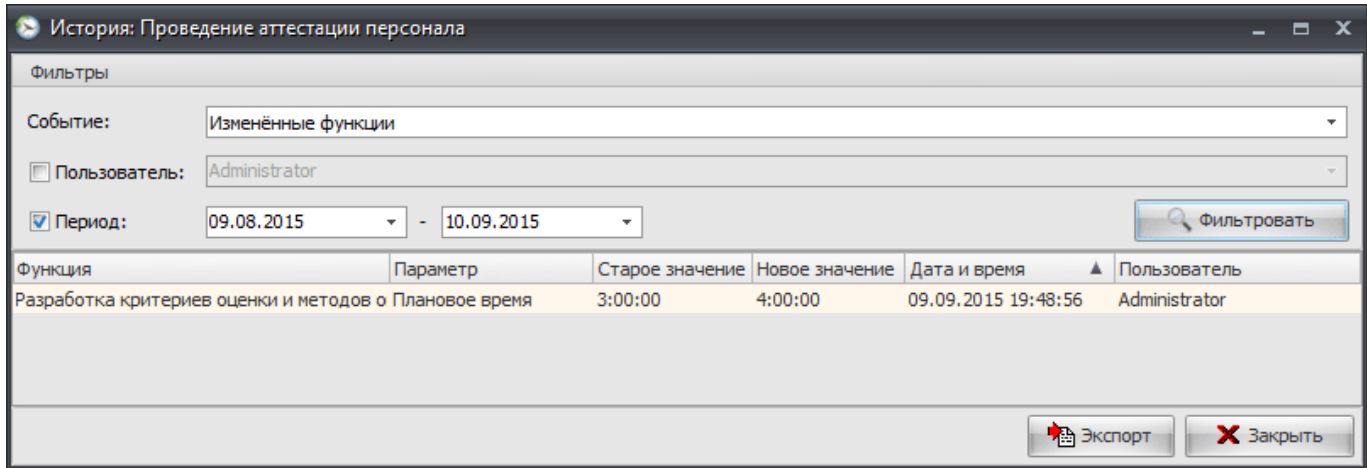 История: Проведение аттестации персонала
Фильтры
Событие: Изменённые функции
Пользователь: Administrator
Период: 09.08.2015 - 10.09.2015 Фильтровать
Функция Параметр Старое значение Новое значение Дата и время Пользователь
Разработка критериев оценки и методов о Плановое время 3:00:00 4:00:00 09.09.2015 19:48:56 Administrator
Экспорт Закрыть